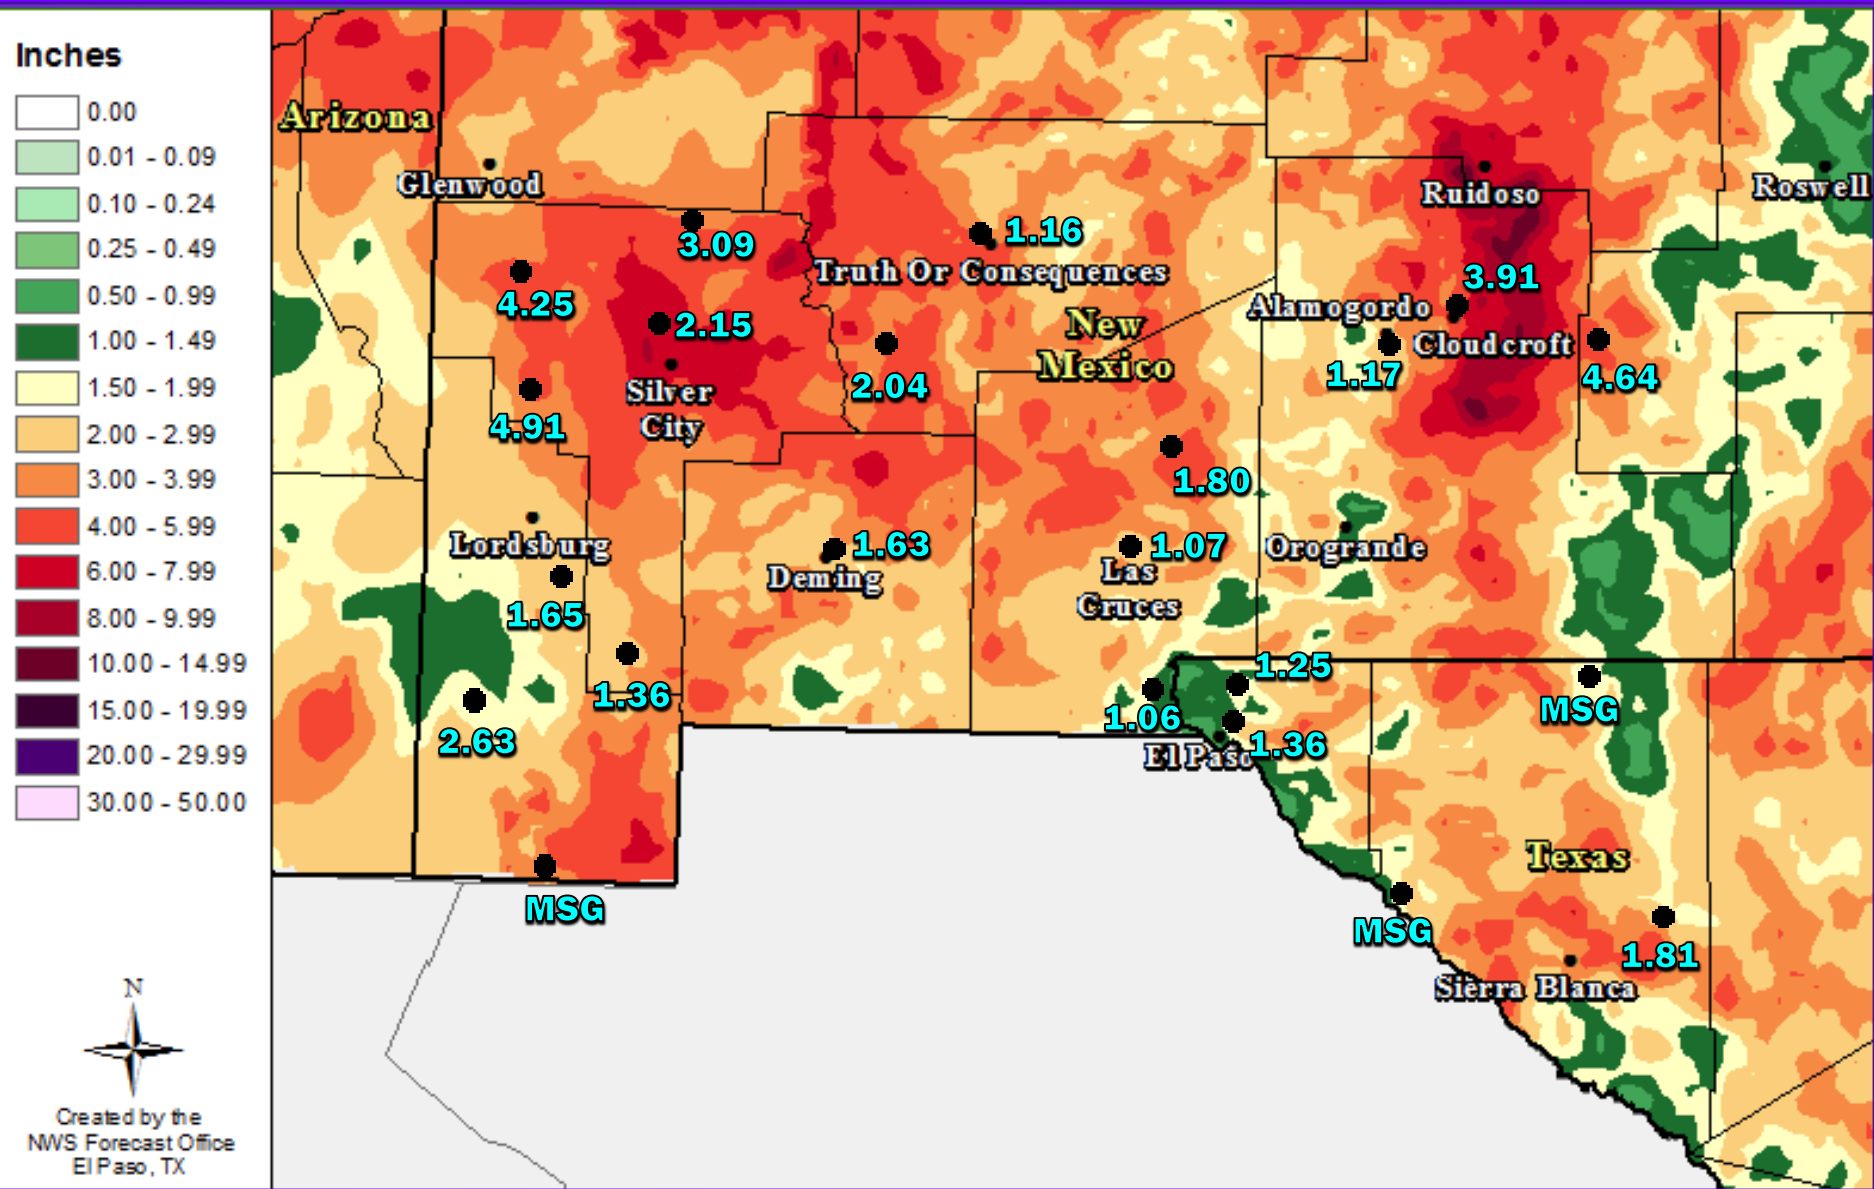 Inches
0.00
0.01 - 0.09
0.10 - 0.24
0.25 - 0.49
0.50 - 0.99
1.00 - 1.49
1.50 - 1.99
2.00 - 2.99
3.00 - 3.99
4.00 - 5.99
6.00 - 7.99
8.00 - 9.99
10.00 - 14.99
15.00 - 19.99
20.00 - 29.99
30.00 - 50.00
N
Created by the
NWS Forecast Office
El Paso, TX
Arizona
Glenwood
Ruidoso
Roswell
3.09
1.16
4.25
Truth Or Consequences
3.91
2.15
New
Mexico
Alamogordo
Cloudcroft
Silver
City
2.04
1.17
4.64
4.91
1.80
Lordsburg
1.63
Deming
1.07
Las
Cruces
Orogrande
1.65
1.36
2.63
1.25
1.06
1.36
El Paso
MSG
Texas
MSG
MSG
1.81
Sierra Blanca